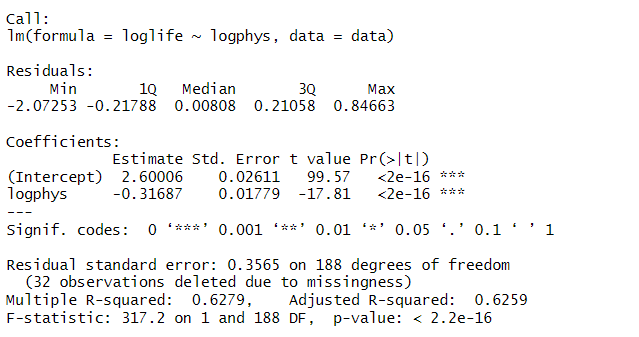 Call:
lm(formula = loglife ~ logphys, data = data)
Residuals:
Min 1Q Median 3Q Max
-2.07253 -0.21788 0.00808 0.21058 0.84663
Coefficients:
Estimate Std. Error t value Pr(>|t|)
(Intercept) 2.60006 0.02611 99.57 <2e-16 ***
logphys -0.31687 0.01779 -17.81 <2e-16 ***
---
Signif. codes: 0 ‘***’ 0.001 ‘**’ 0.01 ‘*’ 0.05 ‘.’ 0.1 ‘ ’ 1
Residual standard error: 0.3565 on 188 degrees of freedom
(32 observations deleted due to missingness)
Multiple R-squared: 0.6279, Adjusted R-squared: 0.6259
F-statistic: 317.2 on 1 and 188 DF, p-value: < 2.2e-16